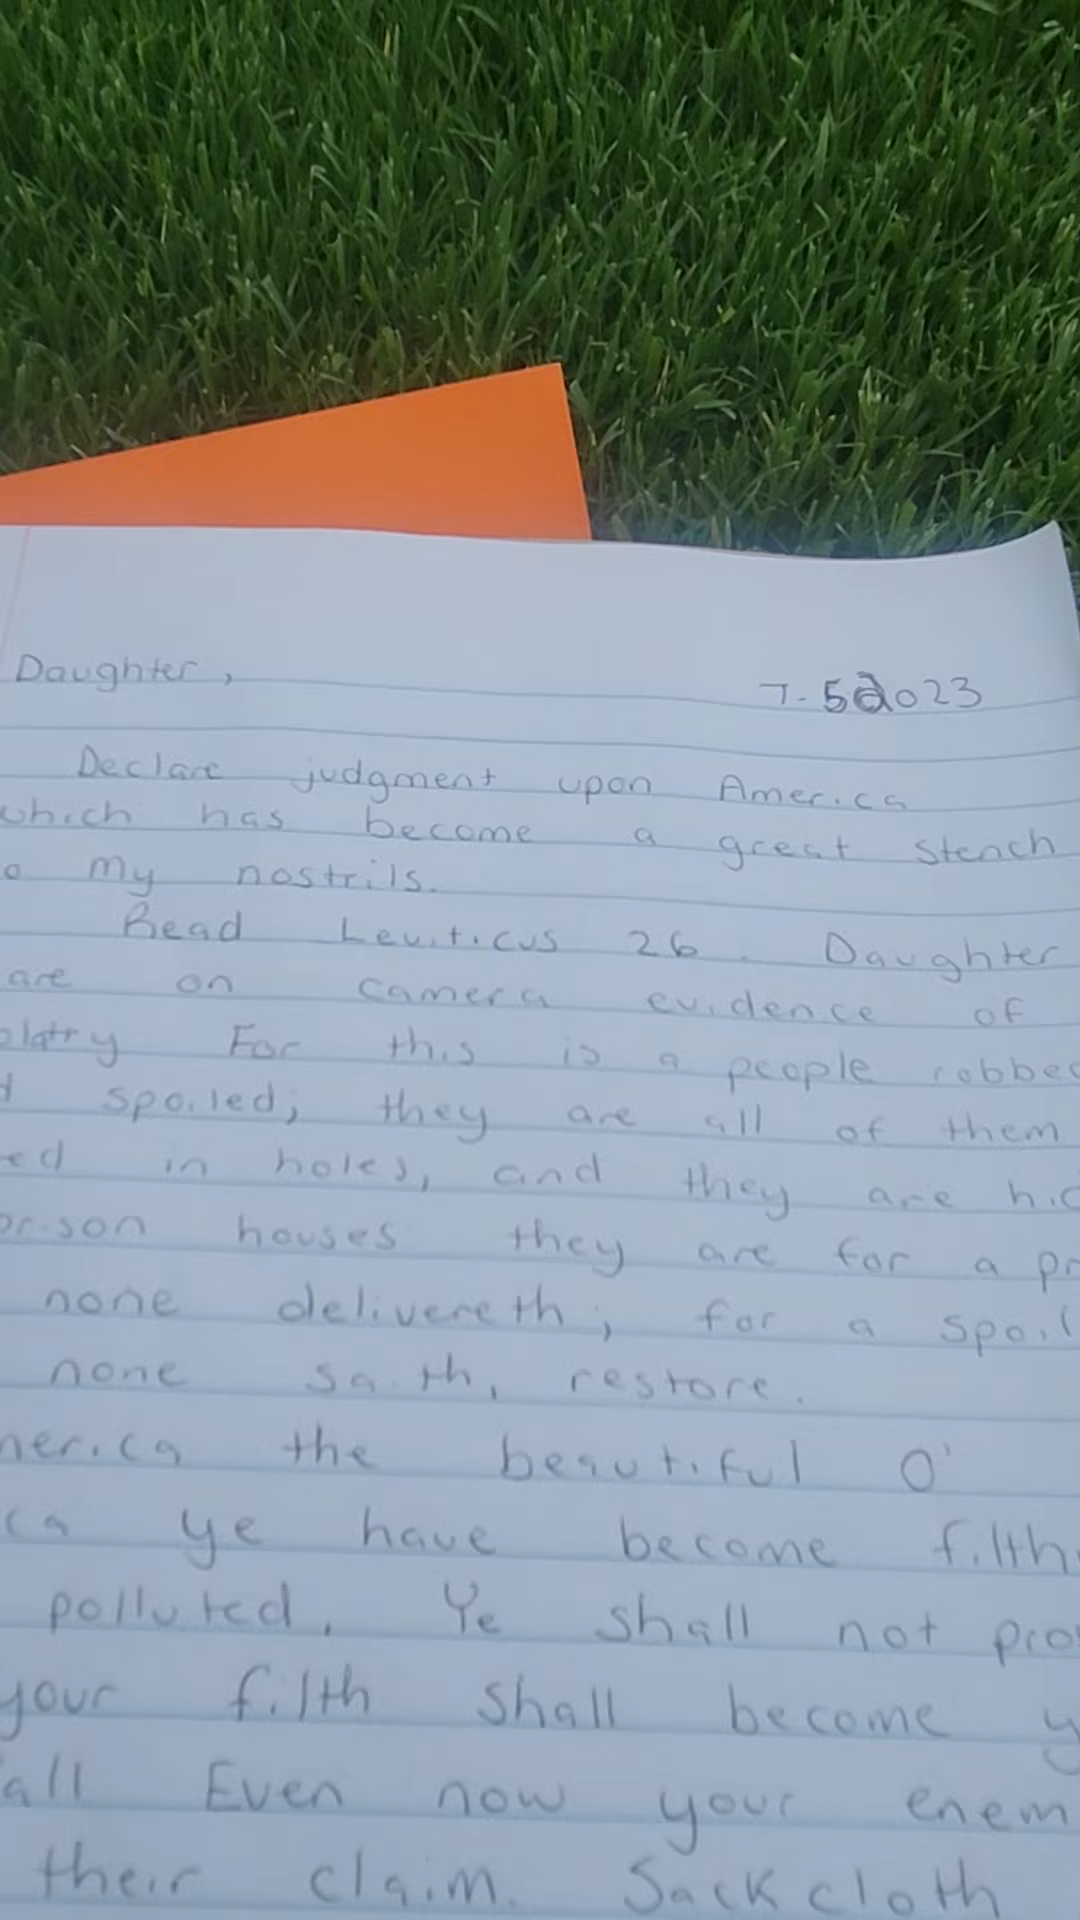 Daughter,
7-5 2023
Declare judgment upon America
which has become a great stench
My nostrils.
Read Leviticus 26. Daughter
are on camera evidence of
For this is a people robbed
spoiled; they are all of them
in holes, and they are
houses they are for a
none delivereth, for a spoil
none saith, restore.
the beautiful O'
ye have become
polluted. Ye shall not
your filth shall become
Even now your
their claim. Sackcloth